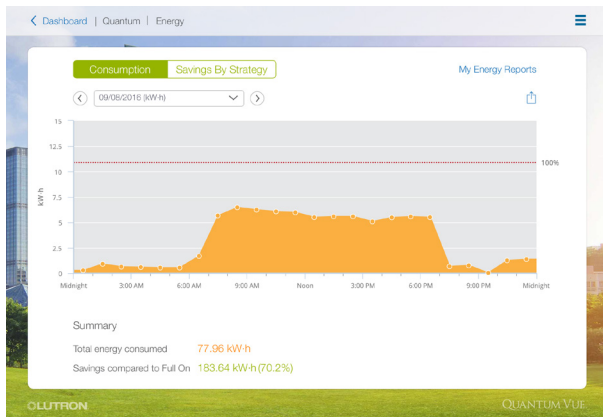 Dashboard | Quantum | Energy
Consumption Savings By Strategy My Energy Reports
09/08/2016 (kW-h)
15
12.5
100%
10
kW-h
7.5
5
2.5
0
Midnight 3:00 AM 6:00 AM 9:00 AM Noon 3:00 PM 6:00 PM 9:00 PM Midnight
Summary
Total energy consumed 77.96 kW-h
Savings compared to Full On 183.64 kW-h (70.2%)
LUTRON QUANTUM VUE